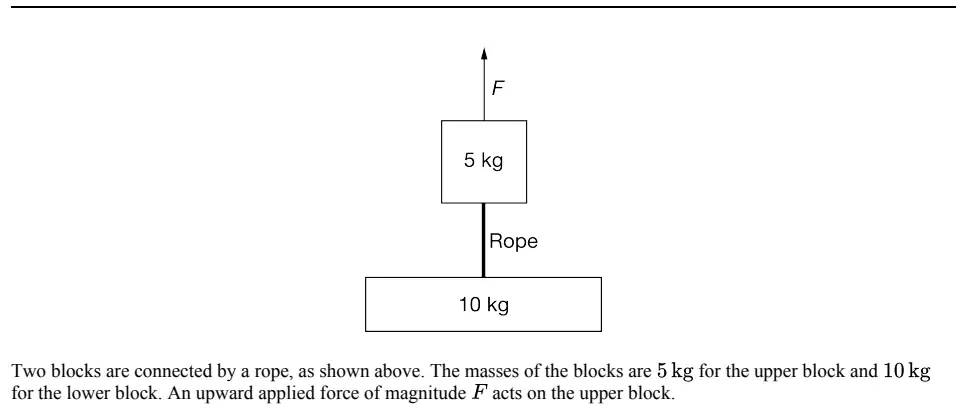 F
5 kg
Rope
10 kg
Two blocks are connected by a rope, as shown above. The masses of the blocks are 5 kg for the upper block and 10 kg
for the lower block. An upward applied force of magnitude F acts on the upper block.